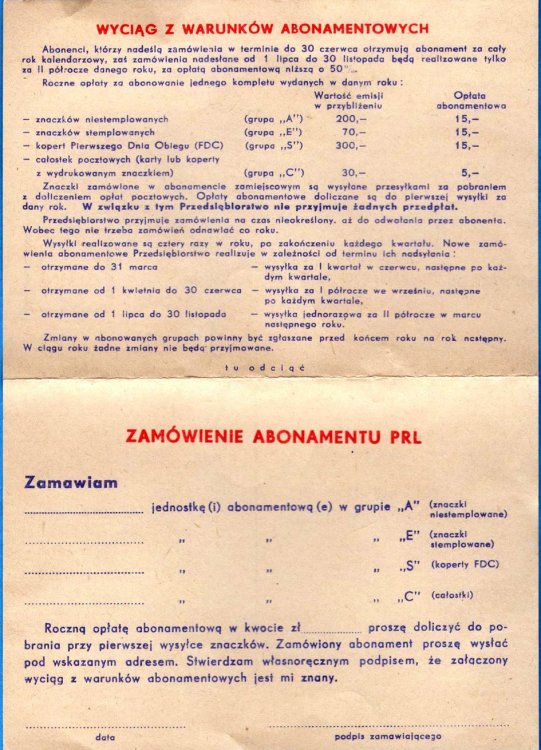 WYCIĄG Z WARUNKÓW ABONAMENTOWYCH
Abonenci, którzy nadeślą zamówienia w terminie do 30 czerwca otrzymują abonament za cały
rok kalendarzowy, zaś zamówienia nadesłane od 1 lipca do 30 listopada będą realizowane tylko
za II półrocze danego roku, za opłatą abonamentową niższą o 50%.
Roczne opłaty za abonowanie jednego kompletu wydanych w danym roku :
Wartość emisji Opłata
w przybliżeniu abonamentowa
— znaczków niestemplowanych (grupa „A") 200,— 15,—
— znaczków stemplowanych (grupa „E") 70,— 15,—
— kopert Pierwszego Dnia Obiegu (FDC) (grupa „S") 300,— 15,—
— całostek pocztowych (karty lub koperty
z wydrukowanym znaczkiem) (grupa „C") 30,— 5,—
Znaczki zamówione w abonamencie zamiejscowym są wysyłane przesyłkami za pobraniem
z doliczeniem opłat pocztowych. Opłaty abonamentowe doliczane są do pierwszej wysyłki za
dany rok. W związku z tym Przedsiębiorstwo nie przyjmuje żadnych przedpłat.
Przedsiębiorstwo przyjmuje zamówienia na czas nieokreślony, aż do odwołania przez abonenta.
Wobec tego nie trzeba zamówień odnawiać co roku.
Wysyłki realizowane są cztery razy w roku, po zakończeniu każdego kwartału. Nowe zamó-
wienia abonamentowe Przedsiębiorstwo realizuje w zależności od terminu ich nadsyłania :
— otrzymane do 31 marca — wysyłka za I kwartał w czerwcu, następne po każ-
dym kwartale,
— otrzymane od 1 kwietnia do 30 czerwca — wysyłka za I półrocze we wrześniu, następne
po każdym kwartale,
— otrzymane od 1 lipca do 30 listopada — wysyłka jednorazowa za II półrocze w marcu
następnego roku.
Zmiany w abonowanych grupach powinny być zgłaszane przed końcem roku na rok następny.
W ciągu roku żadne zmiany nie będą przyjmowane.
tu odciąć
ZAMÓWIENIE ABONAMENTU PRL
Zamawiam
jednostkę(i) abonamentową(e) w grupie „A" (znaczki
niestemplowane)
„ „ „ „E" (znaczki
stemplowane)
„ „ „ „S" (koperty FDC)
„ „ „ „C" (całostki)
Roczną opłatę abonamentową w kwocie zł proszę doliczyć do po-
brania przy pierwszej wysyłce znaczków. Zamówiony abonament proszę wysłać
pod wskazanym adresem. Stwierdzam własnoręcznym podpisem, że załączony
wyciąg z warunków abonamentowych jest mi znany.
data podpis zamawiającego